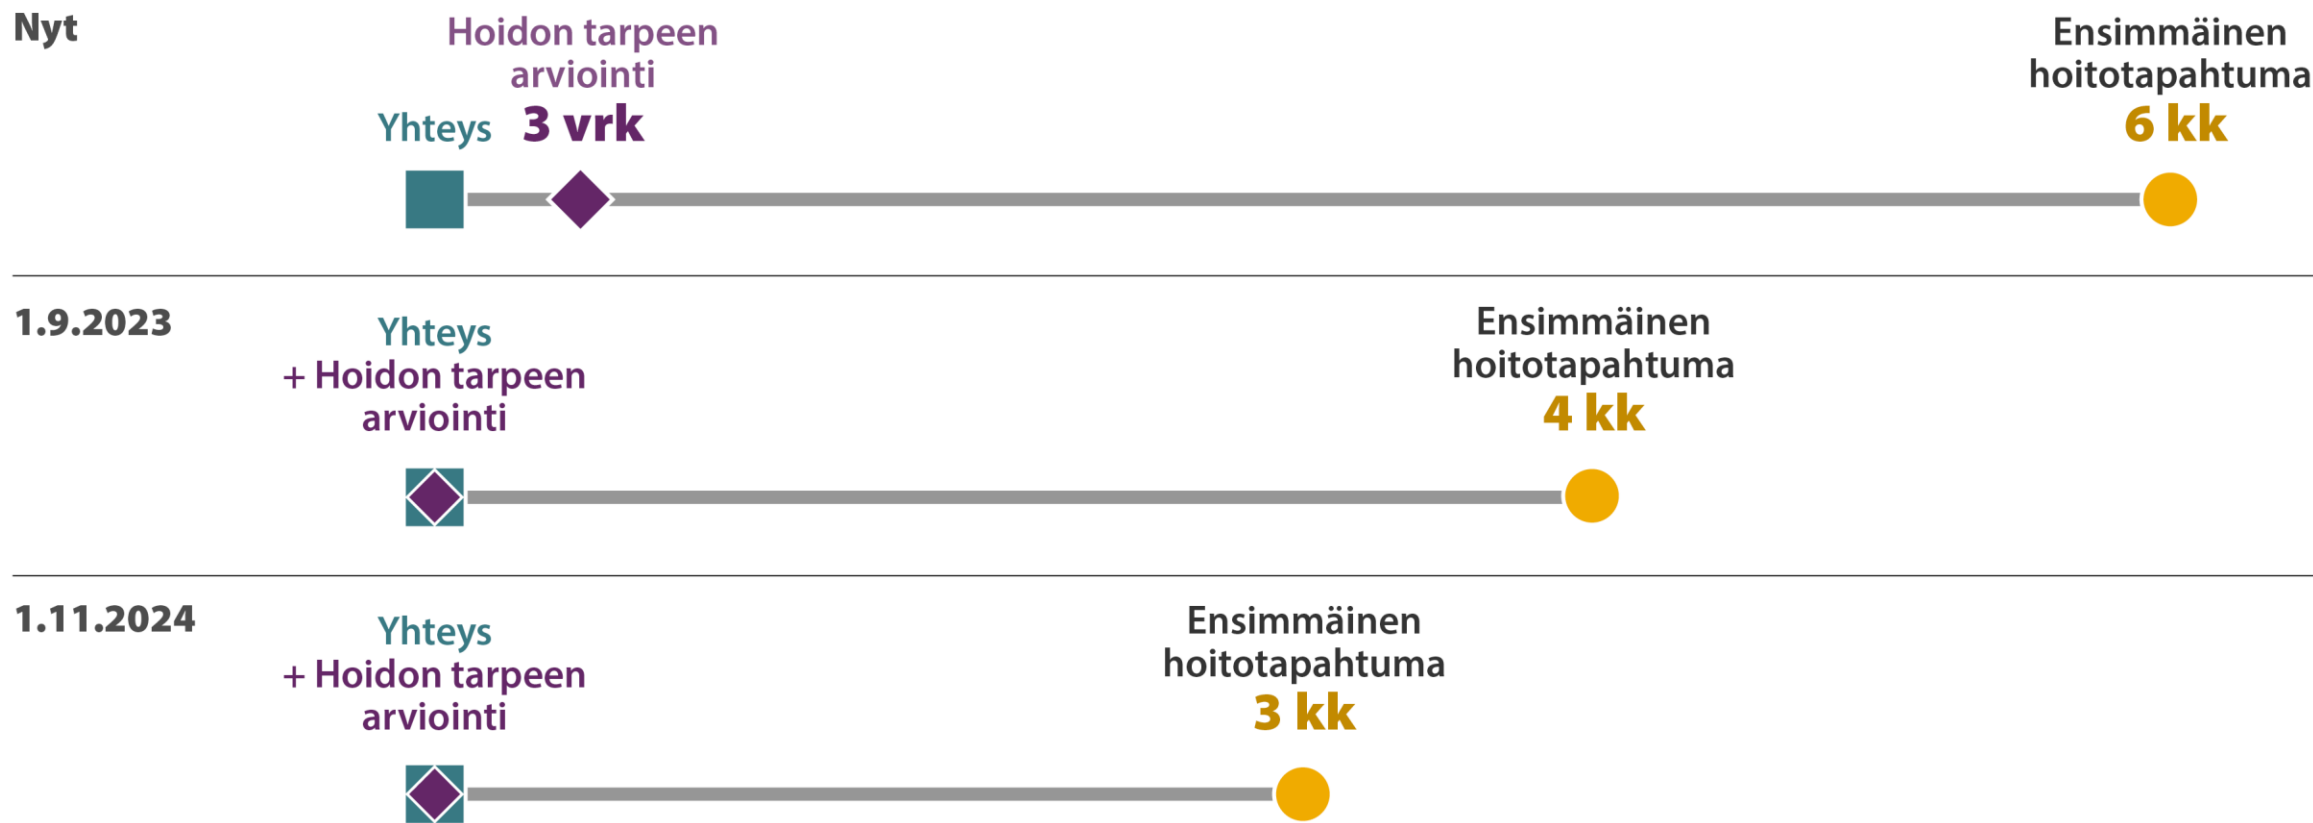 Nyt
Hoidon tarpeen
arviointi
3 vrk
Yhteys
Ensimmäinen
hoitotapahtuma
6 kk
1.9.2023
Yhteys
+ Hoidon tarpeen
arviointi
Ensimmäinen
hoitotapahtuma
4 kk
1.11.2024
Yhteys
+ Hoidon tarpeen
arviointi
Ensimmäinen
hoitotapahtuma
3 kk